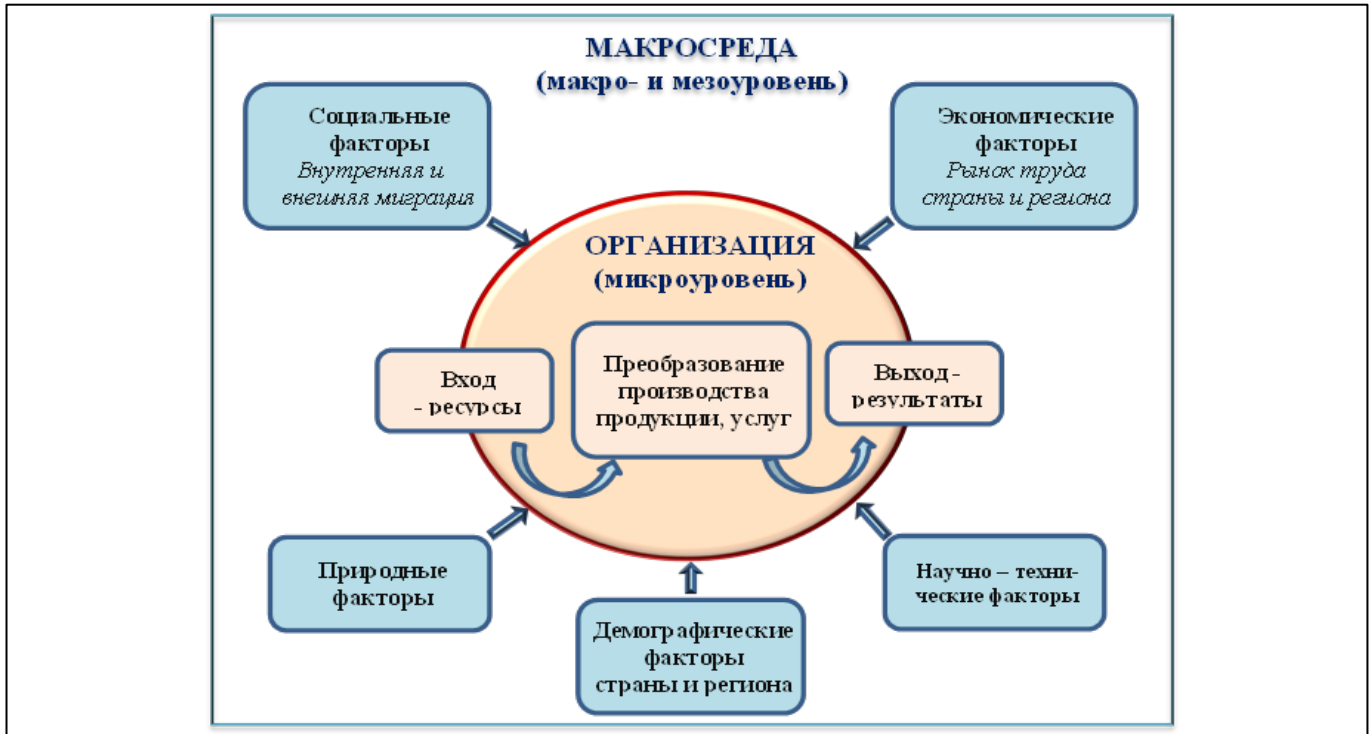 МАКРОСРЕДА
(макро- и мезоуровень)
Социальные
факторы
Внутренняя и
внешняя миграция
Экономические
факторы
Рынок труда
страны и региона
ОРГАНИЗАЦИЯ
(микроуровень)
Вход
- ресурсы
Преобразование
производства
продукции, услуг
Выход -
результаты
Природные
факторы
Демографические
факторы
страны и региона
Научно – техни-
ческие факторы